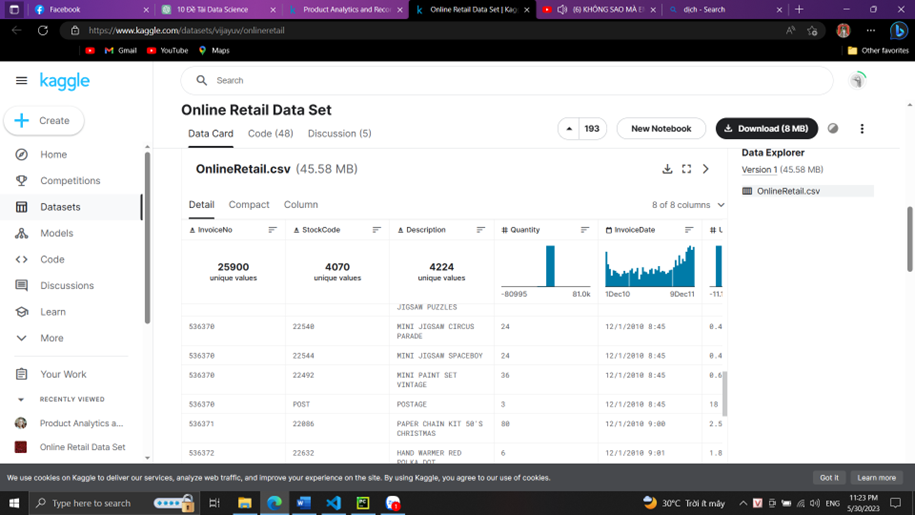 Facebook
10 Đề Tài Data Science
Product Analytics and Reco
Online Retail Data Set | Kagg
(6) KHÔNG SAO MÀ E
dịch - Search
https://www.kaggle.com/datasets/vijayuv/onlineretail
Gmail
YouTube
Maps
Other favorites
kaggle
Search
Create
Home
Competitions
Datasets
Models
Code
Discussions
Learn
More
Your Work
RECENTLY VIEWED
Product Analytics a...
Online Retail Data Set
Online Retail Data Set
Data Card
Code (48)
Discussion (5)
193
New Notebook
Download (8 MB)
OnlineRetail.csv (45.58 MB)
Detail
Compact
Column
8 of 8 columns
InvoiceNo
StockCode
Description
# Quantity
InvoiceDate
# U
25900
unique values
4070
unique values
4224
unique values
-80995
81.0k
1Dec10
9Dec11
-11.1
JIGSAW PUZZLES
536370
22540
MINI JIGSAW CIRCUS
PARADE
24
12/1/2010 8:45
0.4
536370
22544
MINI JIGSAW SPACEBOY
24
12/1/2010 8:45
0.4
536370
22492
MINI PAINT SET
VINTAGE
36
12/1/2010 8:45
0.6
536370
POST
POSTAGE
3
12/1/2010 8:45
18
536371
22086
PAPER CHAIN KIT 50'S
CHRISTMAS
80
12/1/2010 9:00
2.5
536372
22632
HAND WARMER RED
POLKA DOT
6
12/1/2010 9:01
1.8
Data Explorer
Version 1 (45.58 MB)
OnlineRetail.csv
We use cookies on Kaggle to deliver our services, analyze web traffic, and improve your experience on the site. By using Kaggle, you agree to our use of cookies.
Got it
Learn more
Type here to search
30°C Trời ít mây
ENG
11:23 PM
5/30/2023